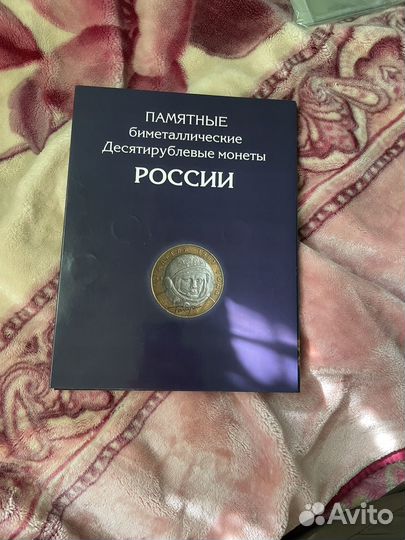 ПАМЯТНЫЕ
биметаллические
Десятирублевые монеты
РОССИИ
Avito